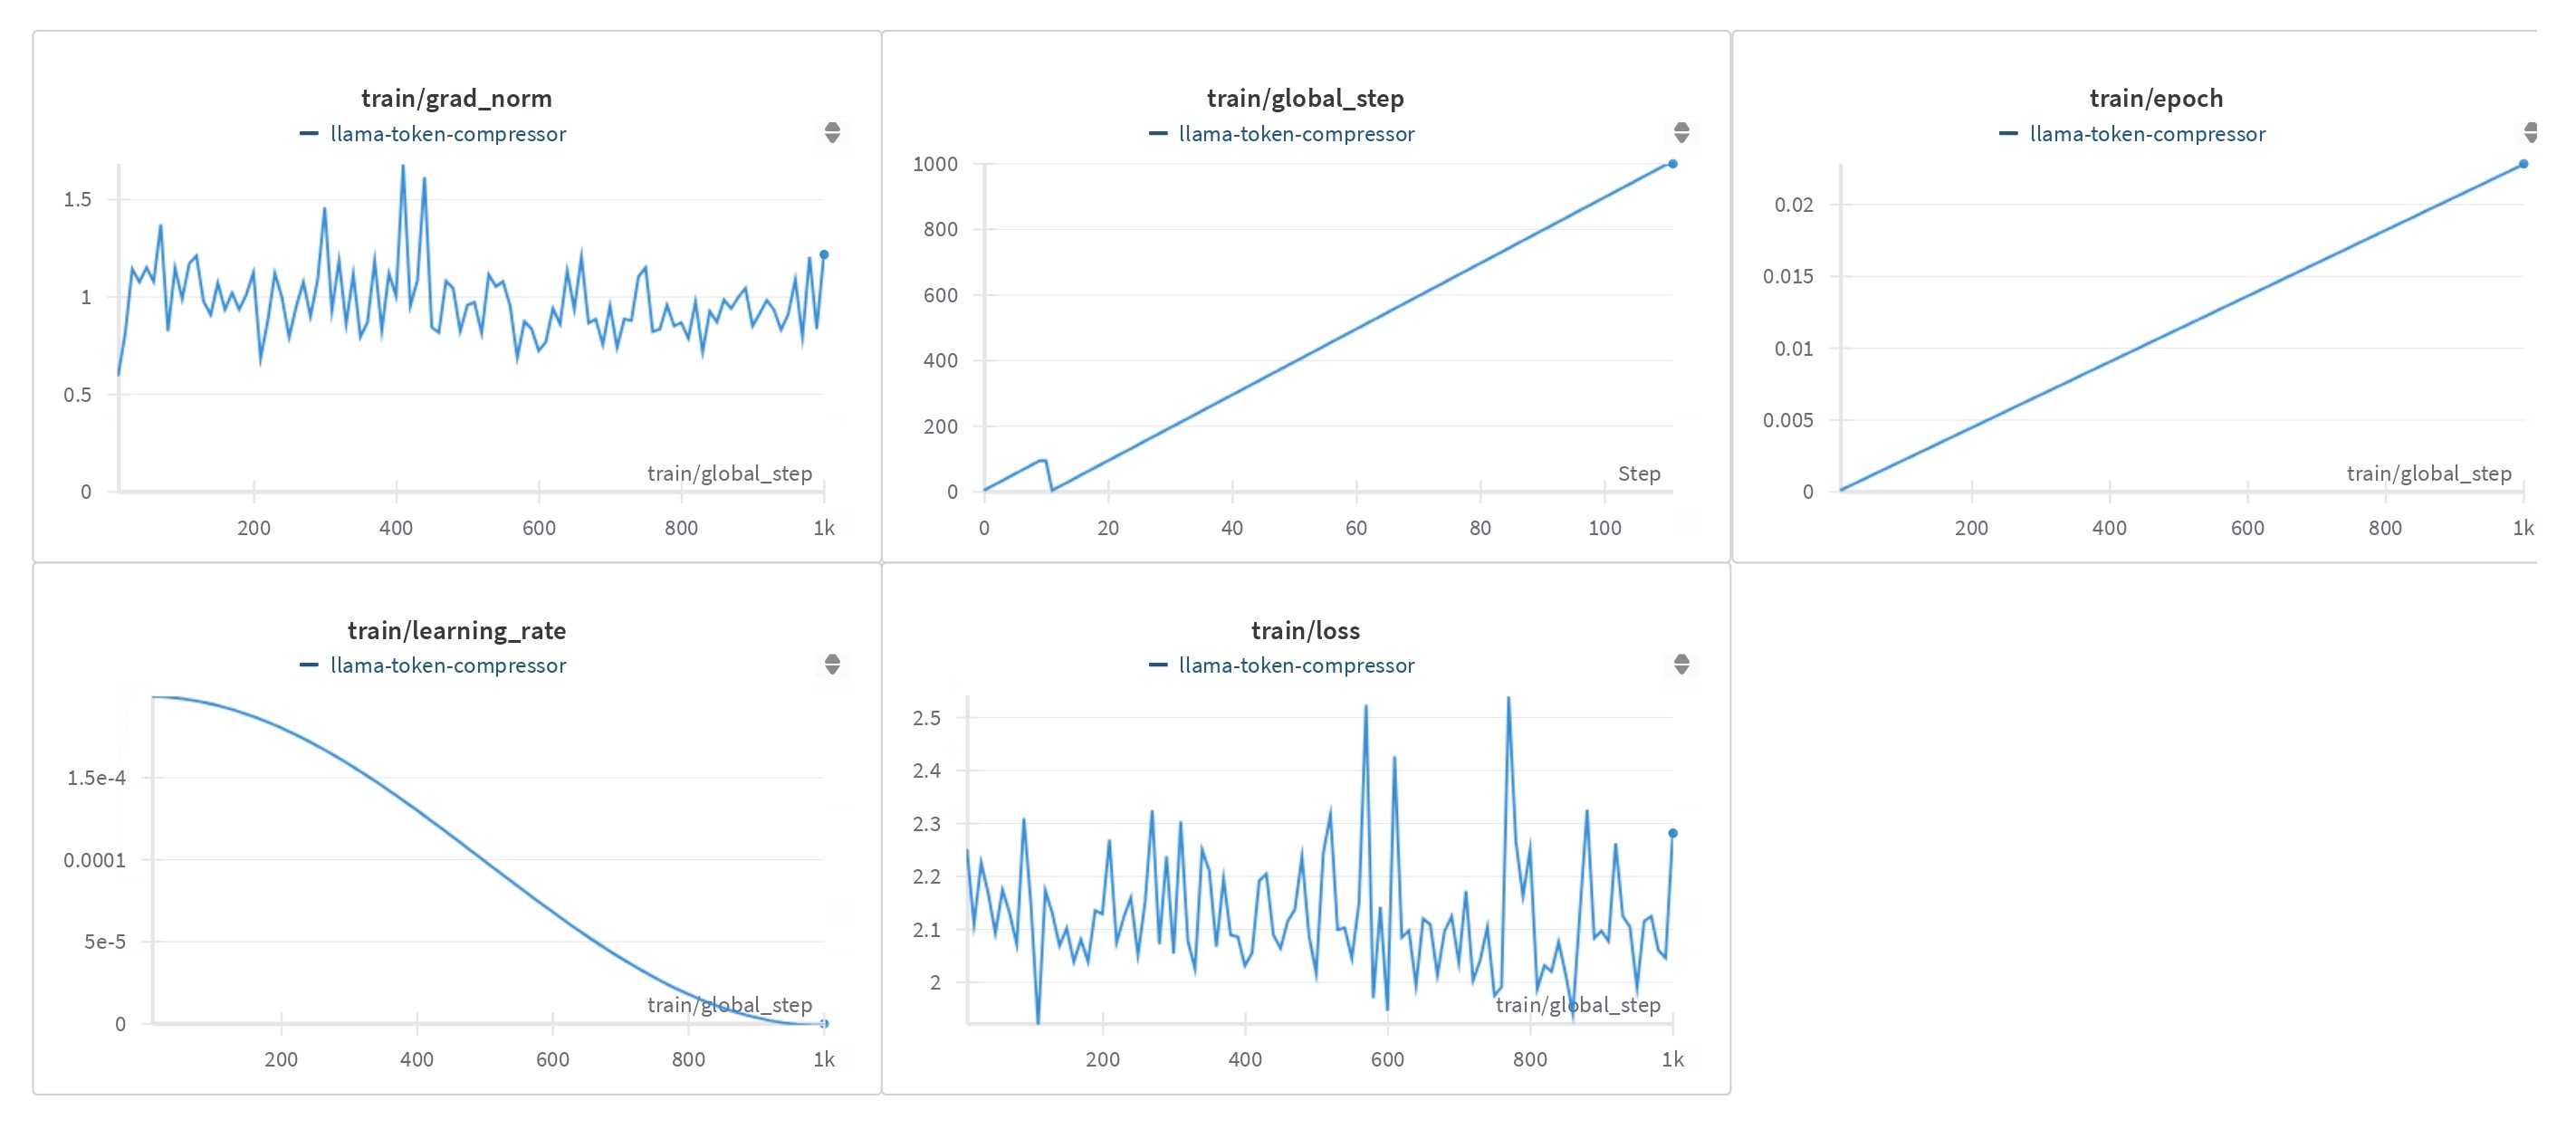 train/grad_norm
llama-token-compressor
1.5
1
0.5
0
train/global_step
200
400
600
800
1k
train/global_step
llama-token-compressor
1000
800
600
400
200
0
Step
0
20
40
60
80
100
train/epoch
llama-token-compressor
0.02
0.015
0.01
0.005
0
train/global_step
200
400
600
800
1k
train/learning_rate
llama-token-compressor
1.5e-4
0.0001
5e-5
0
train/global_step
200
400
600
800
1k
train/loss
llama-token-compressor
2.5
2.4
2.3
2.2
2.1
2
train/global_step
200
400
600
800
1k